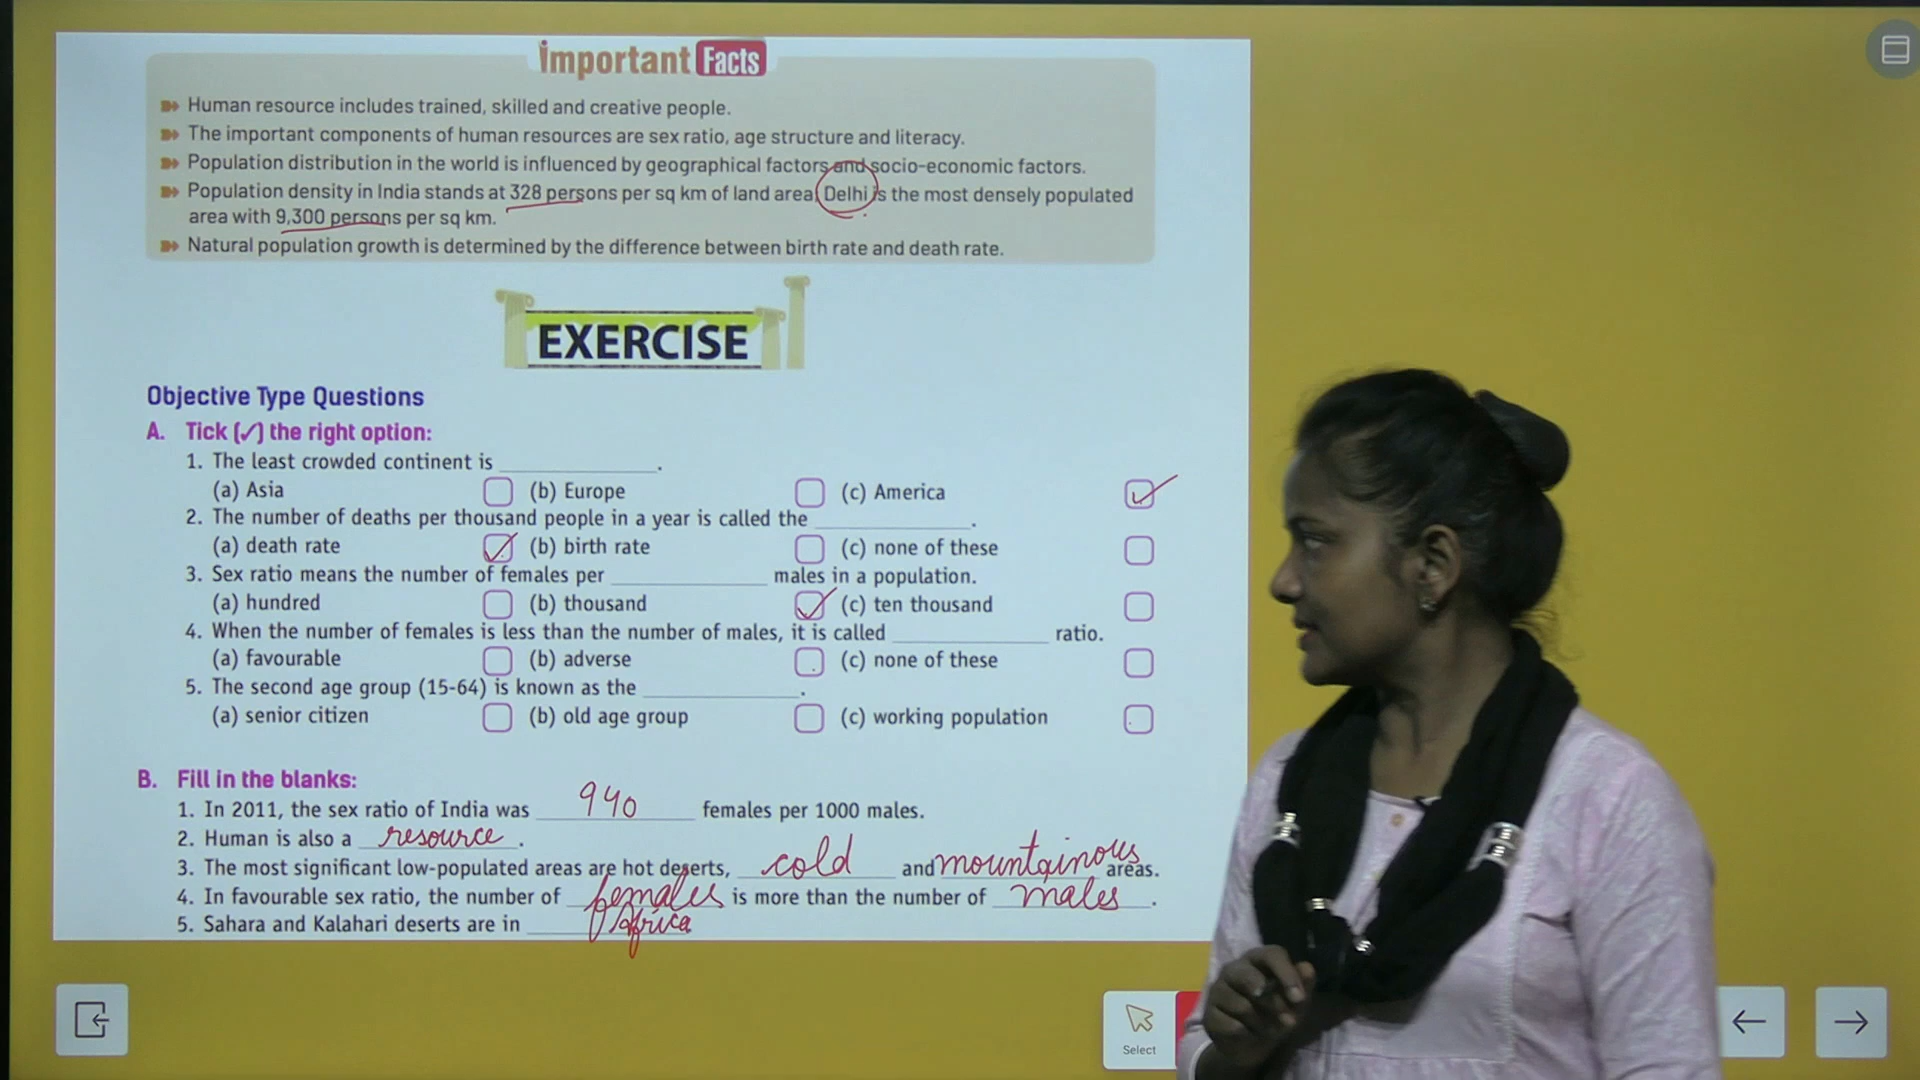 Important Facts
Human resource includes trained, skilled and creative people.
The important components of human resources are sex ratio, age structure and literacy.
Population distribution in the world is influenced by geographical factors and socio-economic factors.
Population density in India stands at 328 persons per sq km of land area. Delhi is the most densely populated
area with 9,300 persons per sq km.
Natural population growth is determined by the difference between birth rate and death rate.
EXERCISE
Objective Type Questions
A. Tick (✓) the right option:
1. The least crowded continent is ____________.
(a) Asia (b) Europe (c) America ✓
2. The number of deaths per thousand people in a year is called the ____________.
(a) death rate ✓ (b) birth rate (c) none of these
3. Sex ratio means the number of females per ____________ males in a population.
(a) hundred (b) thousand ✓ (c) ten thousand
4. When the number of females is less than the number of males, it is called ____________ ratio.
(a) favourable (b) adverse (c) none of these
5. The second age group (15-64) is known as the ____________.
(a) senior citizen (b) old age group (c) working population
B. Fill in the blanks:
1. In 2011, the sex ratio of India was 940 females per 1000 males.
2. Human is also a resource.
3. The most significant low-populated areas are hot deserts, cold and mountainous areas.
4. In favourable sex ratio, the number of females is more than the number of males.
5. Sahara and Kalahari deserts are in Africa
Select